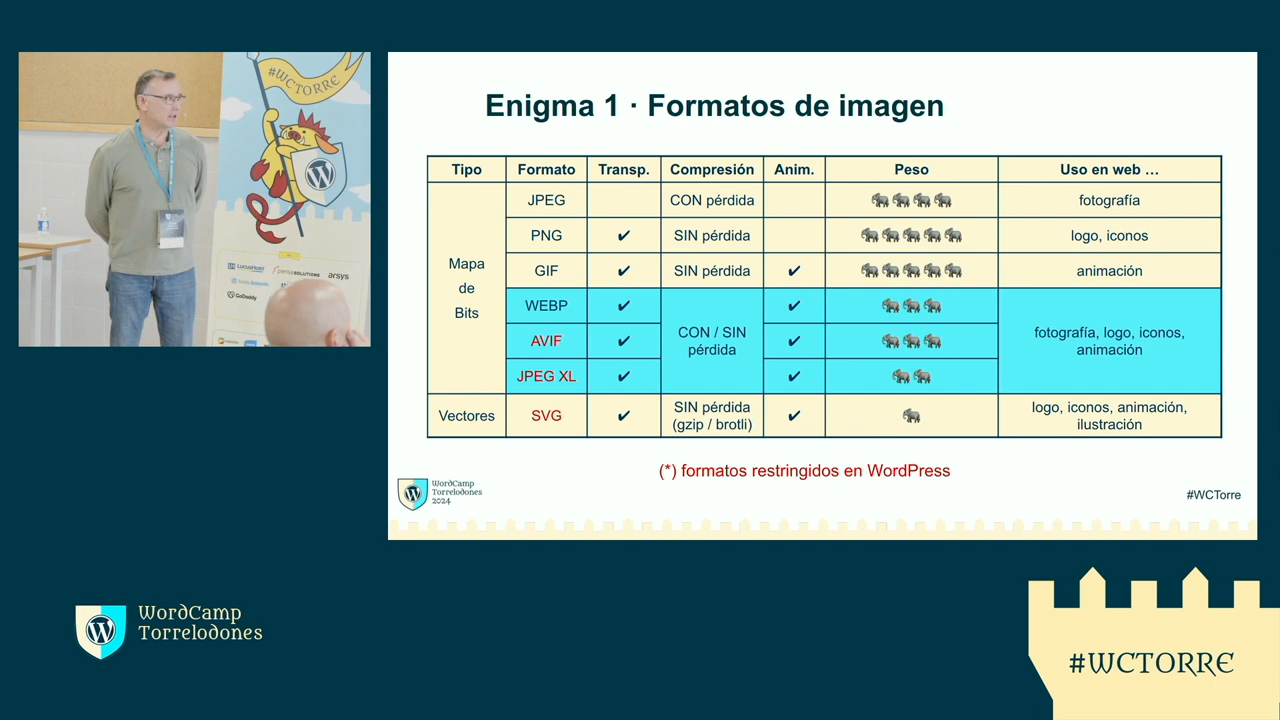 #WCTORRE
LUCUSHOST
arsys
GoDaddy
Enigma 1 · Formatos de imagen
Tipo Formato Transp. Compresión Anim. Peso Uso en web …
Mapa
de
Bits
JPEG CON pérdida fotografía
PNG ✔ SIN pérdida logo, iconos
GIF ✔ SIN pérdida ✔ animación
WEBP ✔ ✔
AVIF ✔ ✔
JPEG XL ✔ ✔
CON / SIN
pérdida
fotografía, logo, iconos,
animación
Vectores SVG ✔ SIN pérdida
(gzip / brotli) ✔
logo, iconos, animación,
ilustración
(*) formatos restringidos en WordPress
WordCamp
Torrelodones
2024
#WCTorre
WordCamp
Torrelodones
#WCTORRE